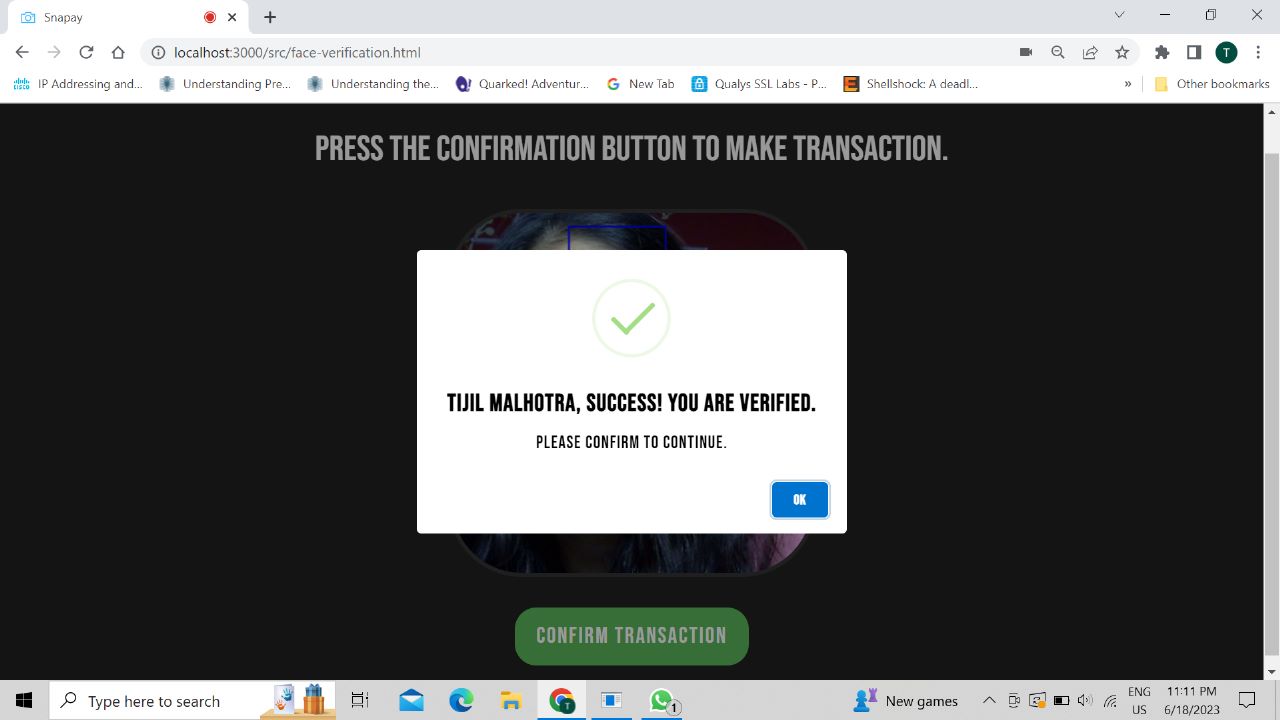 Snapay
localhost:3000/src/face-verification.html
T
IP Addressing and...
Understanding Pre...
Understanding the...
Quarked! Adventu...
New Tab
Qualys SSL Labs - P...
Shellshock: A deadl...
»
Other bookmarks
PRESS THE CONFIRMATION BUTTON TO MAKE TRANSACTION.
TIJIL MALHOTRA, SUCCESS! YOU ARE VERIFIED.
PLEASE CONFIRM TO CONTINUE.
OK
CONFIRM TRANSACTION
Type here to search
T
1
New games
ENG
US
11:11 PM
6/18/2023